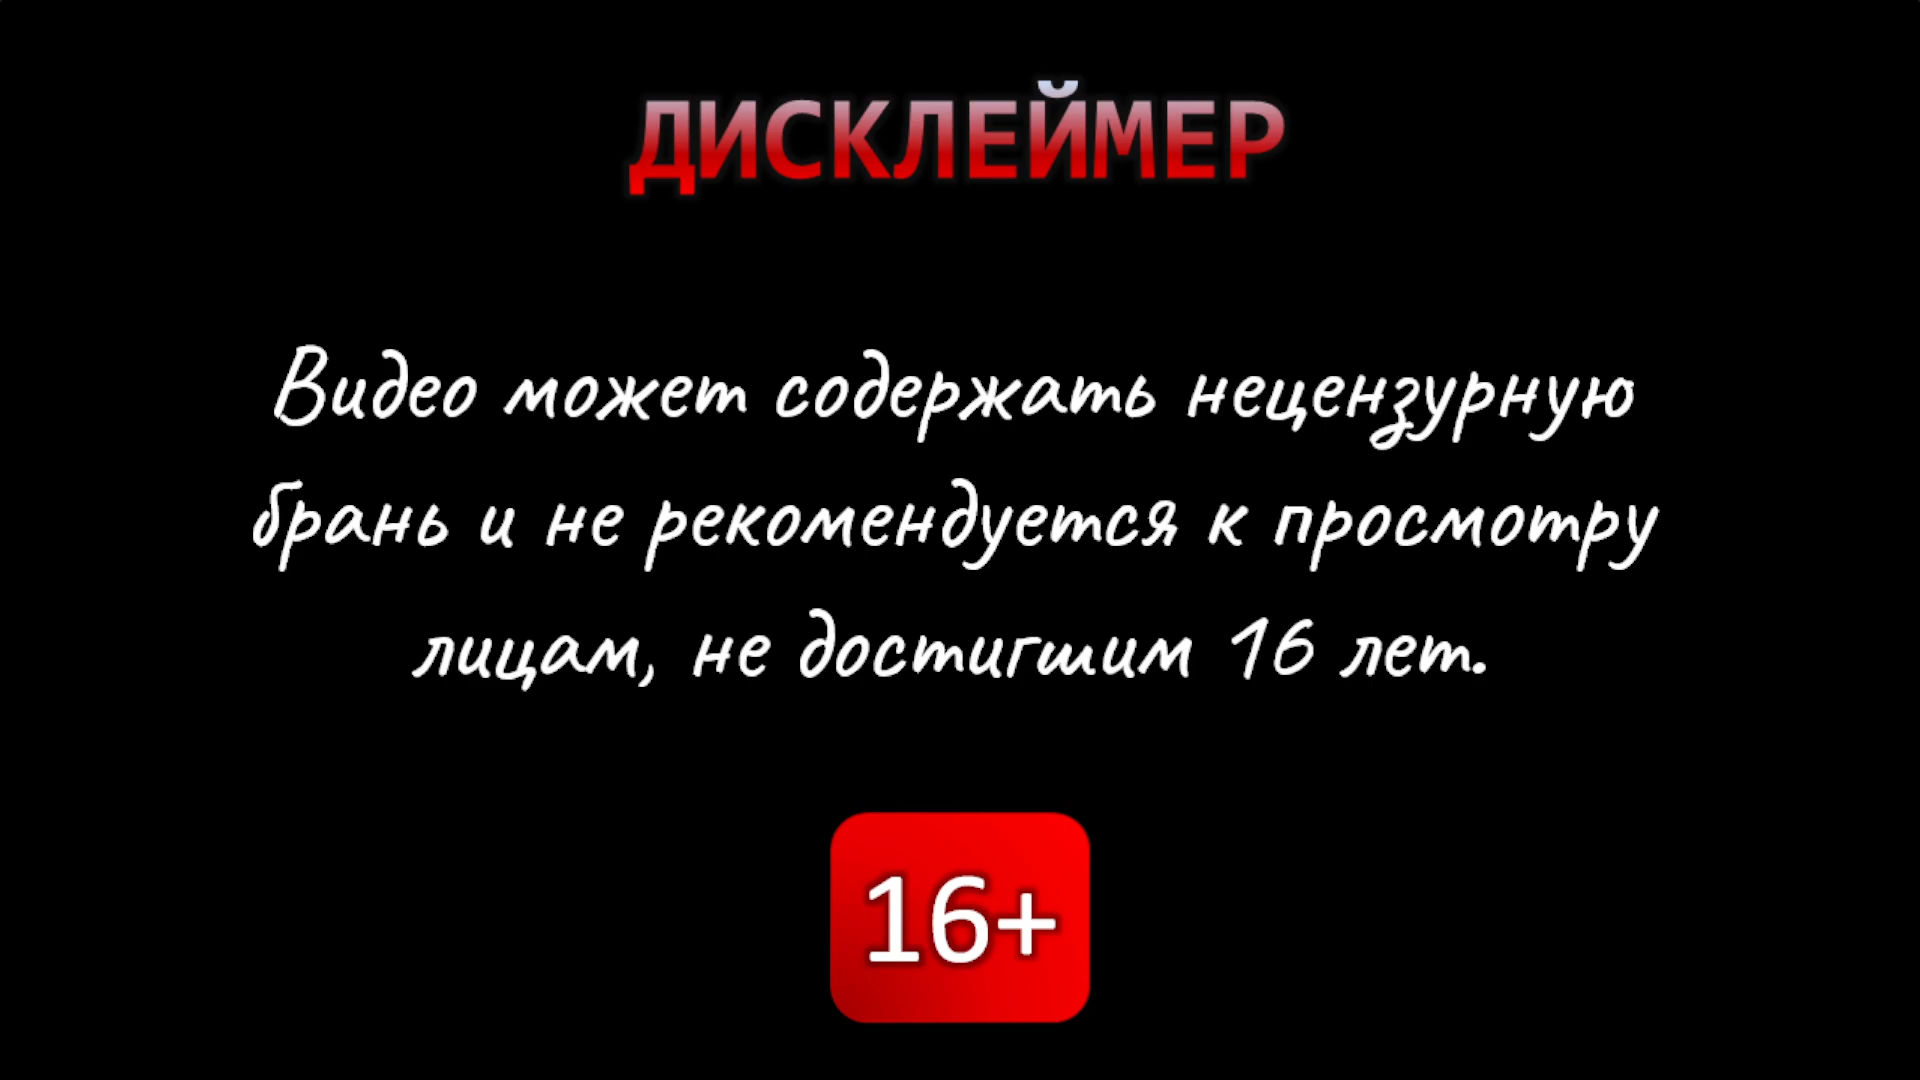 ДИСКЛЕЙМЕР
Видео может содержать нецензурную
брань и не рекомендуется к просмотру
лицам, не достигшим 16 лет.
16+